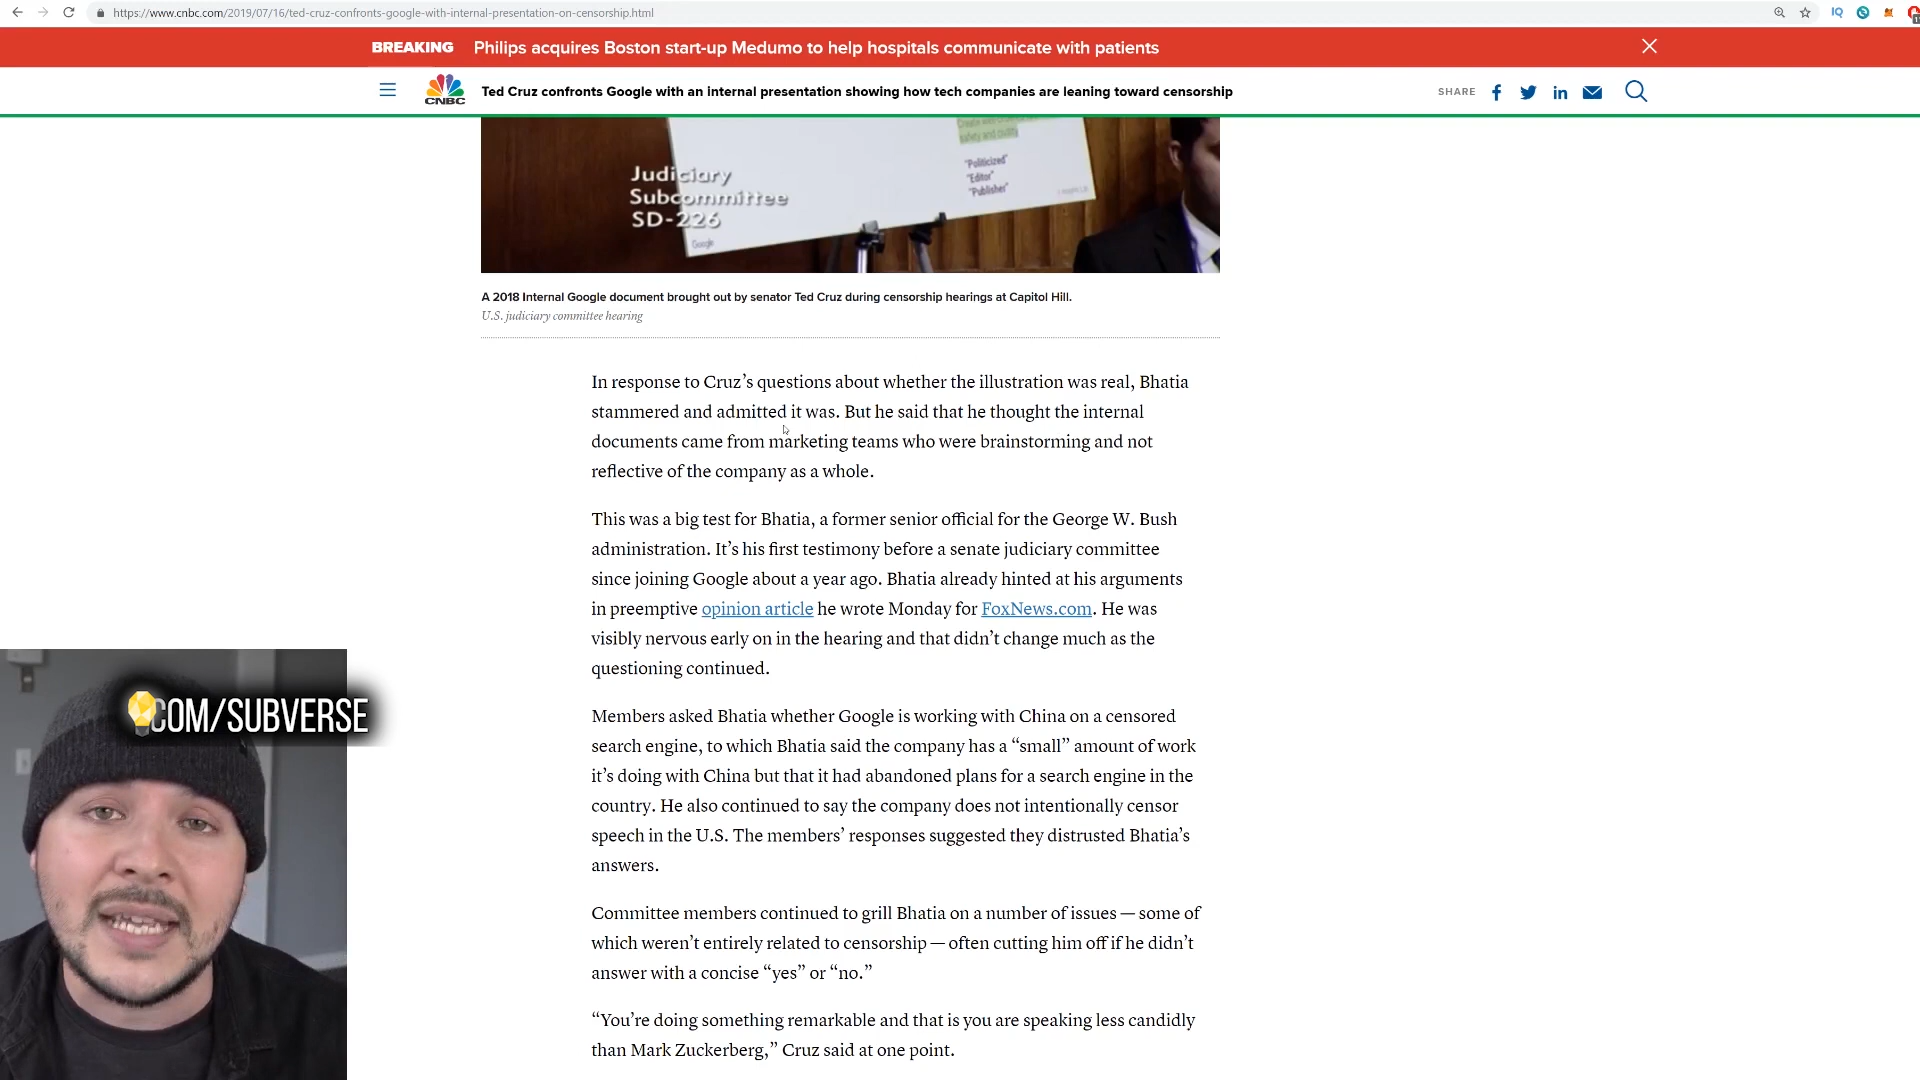 https://www.cnbc.com/2019/07/16/ted-cruz-confronts-google-with-internal-presentation-on-censorship.html
IQ
BREAKING Philips acquires Boston start-up Medumo to help hospitals communicate with patients
CNBC
Ted Cruz confronts Google with an internal presentation showing how tech companies are leaning toward censorship
SHARE
safety and civility
"Politicized"
"Editor"
"Publisher"
Judiciary
Subcommittee
SD-226
Google
A 2018 Internal Google document brought out by senator Ted Cruz during censorship hearings at Capitol Hill.
U.S. judiciary committee hearing
In response to Cruz’s questions about whether the illustration was real, Bhatia
stammered and admitted it was. But he said that he thought the internal
documents came from marketing teams who were brainstorming and not
reflective of the company as a whole.
This was a big test for Bhatia, a former senior official for the George W. Bush
administration. It’s his first testimony before a senate judiciary committee
since joining Google about a year ago. Bhatia already hinted at his arguments
in preemptive opinion article he wrote Monday for FoxNews.com. He was
visibly nervous early on in the hearing and that didn’t change much as the
questioning continued.
Members asked Bhatia whether Google is working with China on a censored
search engine, to which Bhatia said the company has a “small” amount of work
it’s doing with China but that it had abandoned plans for a search engine in the
country. He also continued to say the company does not intentionally censor
speech in the U.S. The members’ responses suggested they distrusted Bhatia’s
answers.
Committee members continued to grill Bhatia on a number of issues — some of
which weren’t entirely related to censorship — often cutting him off if he didn’t
answer with a concise “yes” or “no.”
“You’re doing something remarkable and that is you are speaking less candidly
than Mark Zuckerberg,” Cruz said at one point.
COM/SUBVERSE